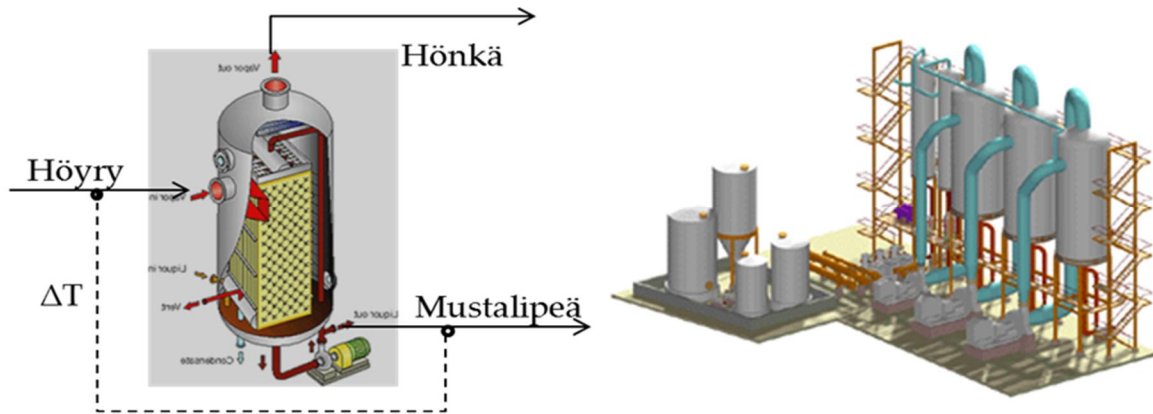 Hönkä
Vapor out
Höyry
Vapor in
Liquor in
ΔT
Vent
Mustalipeä
Liquor out
Condensate